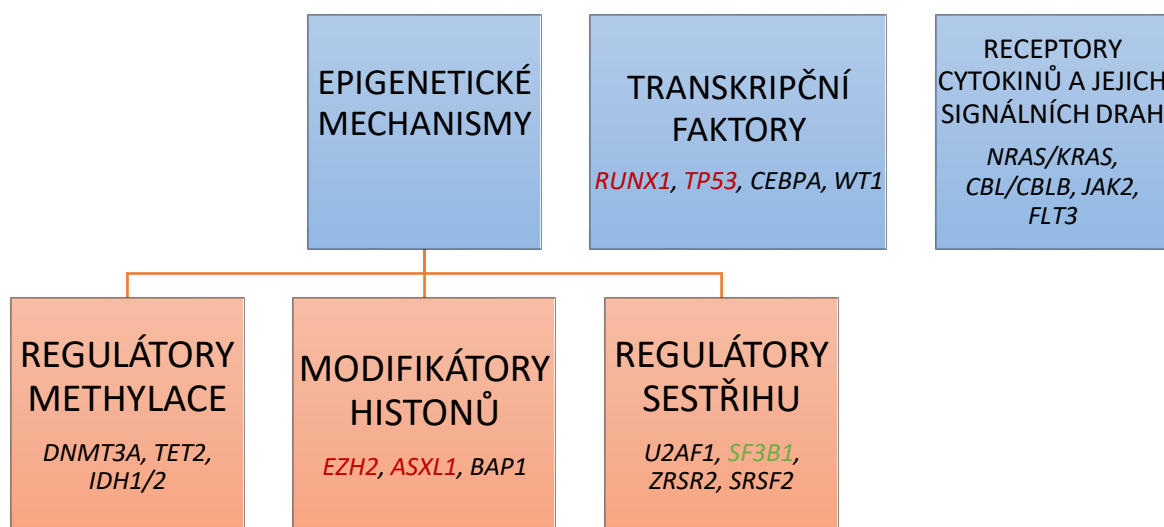 EPIGENETICKÉ
MECHANISMY
TRANSKRIPČNÍ
FAKTORY
RUNX1, TP53, CEBPA, WT1
RECEPTORY
CYTOKINŮ A JEJICH
SIGNÁLNÍCH DRAH
NRAS/KRAS,
CBL/CBLB, JAK2,
FLT3
REGULÁTORY
METHYLACE
DNMT3A, TET2,
IDH1/2
MODIFIKÁTORY
HISTONŮ
EZH2, ASXL1, BAP1
REGULÁTORY
SESTŘIHU
U2AF1, SF3B1,
ZRSR2, SRSF2